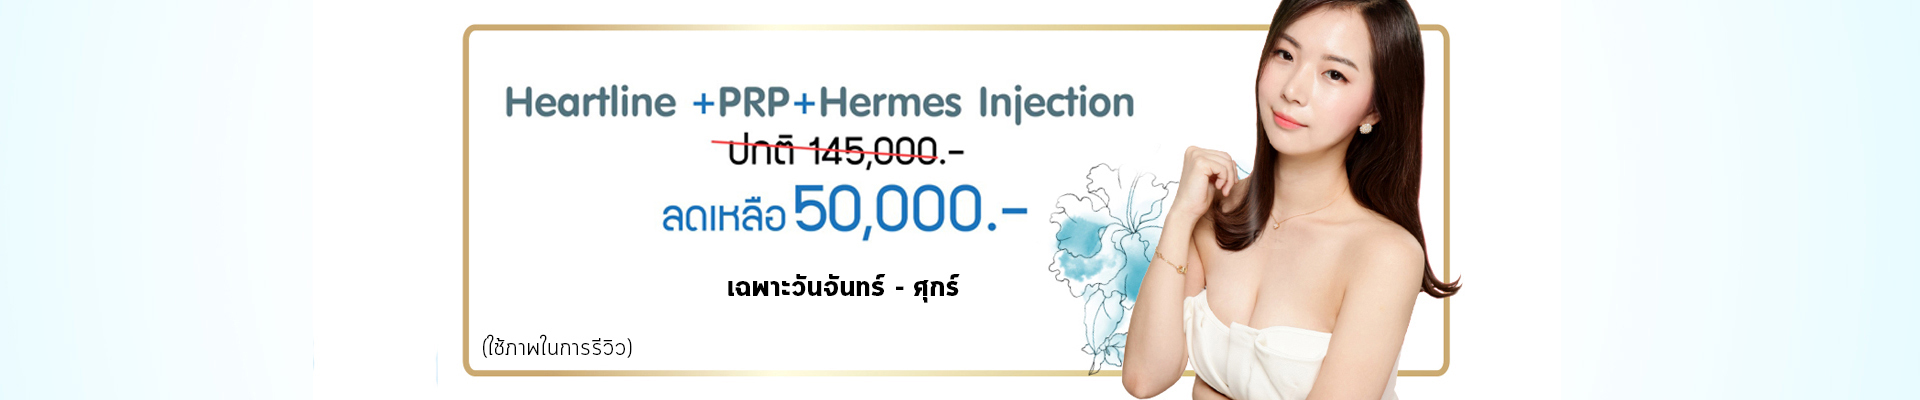 Heartline +PRP+Hermes Injection
ปกติ 145,000.-
ลดเหลือ 50,000.-
เฉพาะวันจันทร์ - ศุกร์
(ใช้ภาพในการรีวิว)